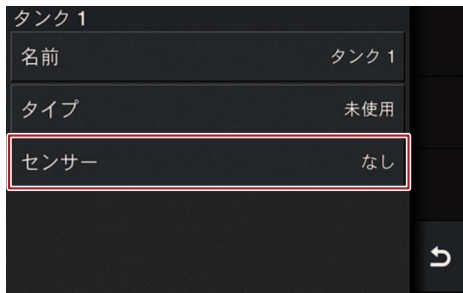 タンク 1
名前 タンク 1
タイプ 未使用
センサー なし